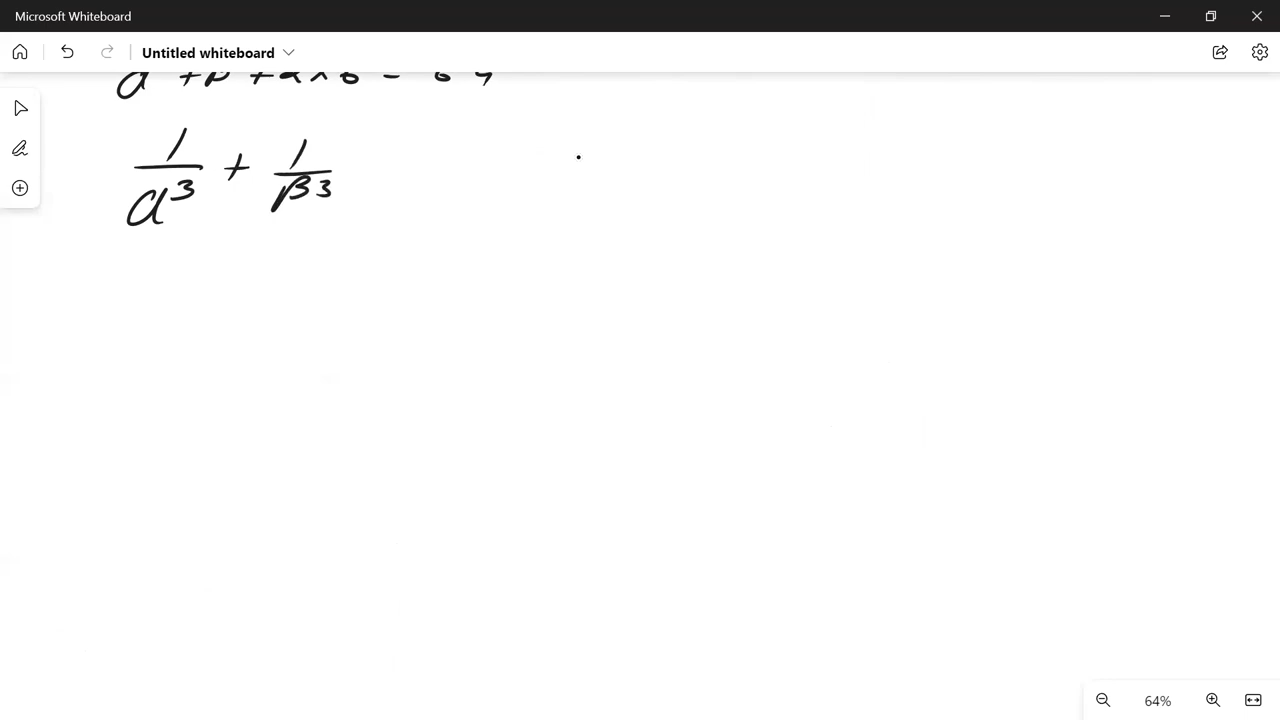 Microsoft Whiteboard
Untitled whiteboard
1/α³ + 1/β³
64%